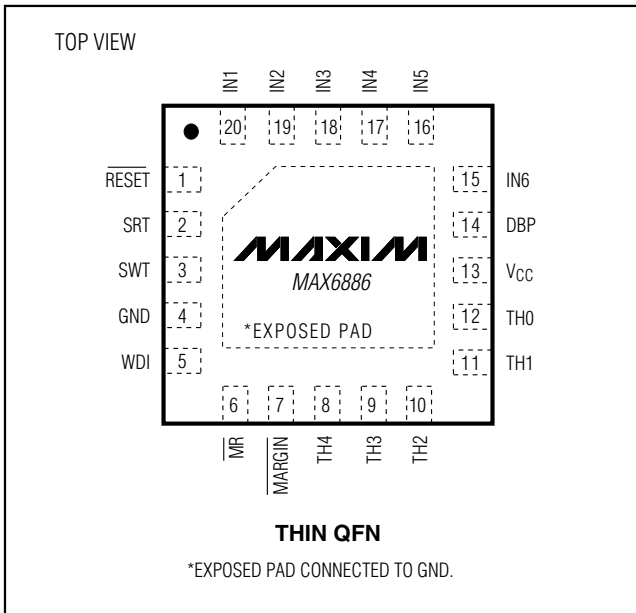 TOP VIEW
IN1
IN2
IN3
IN4
IN5
20
19
18
17
16
RESET 1
SRT 2
SWT 3
GND 4
WDI 5
15 IN6
14 DBP
13 VCC
12 TH0
11 TH1
MAXIM
MAX6886
*EXPOSED PAD
6
7
8
9
10
MR
MARGIN
TH4
TH3
TH2
THIN QFN
*EXPOSED PAD CONNECTED TO GND.